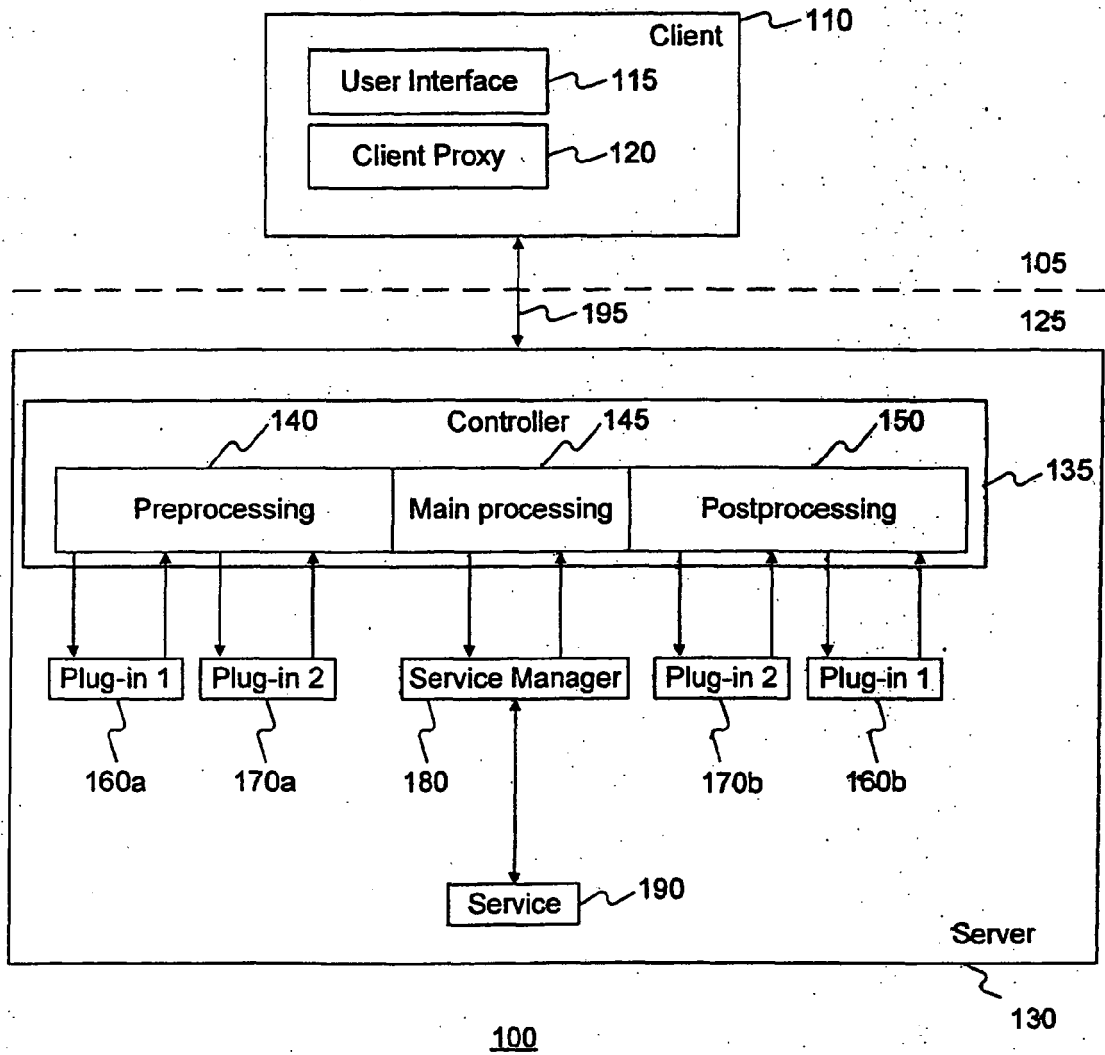 Client
110
User Interface
115
Client Proxy
120
105
195
125
140
Controller
145
150
135
Preprocessing
Main processing
Postprocessing
Plug-in 1
Plug-in 2
Service Manager
Plug-in 2
Plug-in 1
160a
170a
180
170b
160b
Service
190
Server
130
100